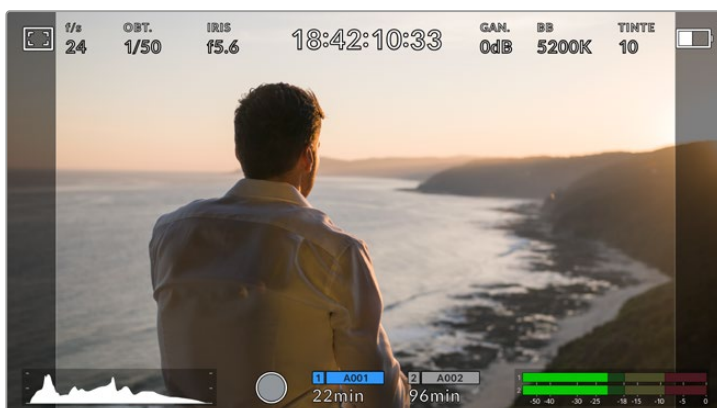 f/s OBT. IRIS 18:42:10:33 GAN. BB TINTE
24 1/50 f5.6 0dB 5200K 10
1 A001 2 A002
22min 96min
1
-50 -40 -30 -25 -18 -15 -10 -5 0